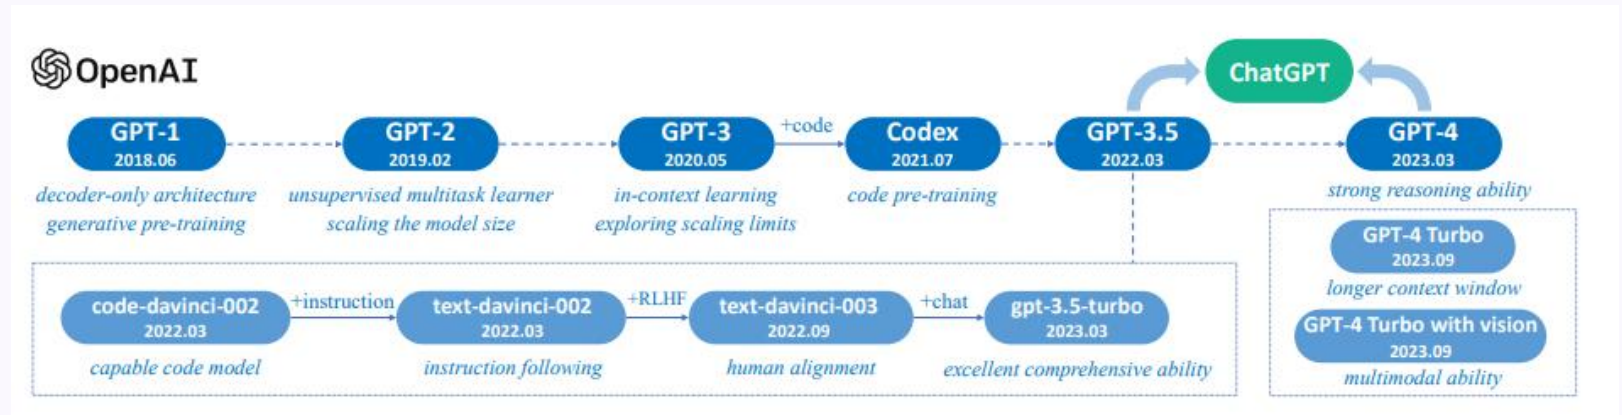 OpenAI
ChatGPT
GPT-1
2018.06
decoder-only architecture
generative pre-training
GPT-2
2019.02
unsupervised multitask learner
scaling the model size
GPT-3
2020.05
in-context learning
exploring scaling limits
+code
Codex
2021.07
code pre-training
GPT-3.5
2022.03
GPT-4
2023.03
strong reasoning ability
code-davinci-002
2022.03
capable code model
+instruction
text-davinci-002
2022.03
instruction following
+RLHF
text-davinci-003
2022.09
human alignment
+chat
gpt-3.5-turbo
2023.03
excellent comprehensive ability
GPT-4 Turbo
2023.09
longer context window
GPT-4 Turbo with vision
2023.09
multimodal ability